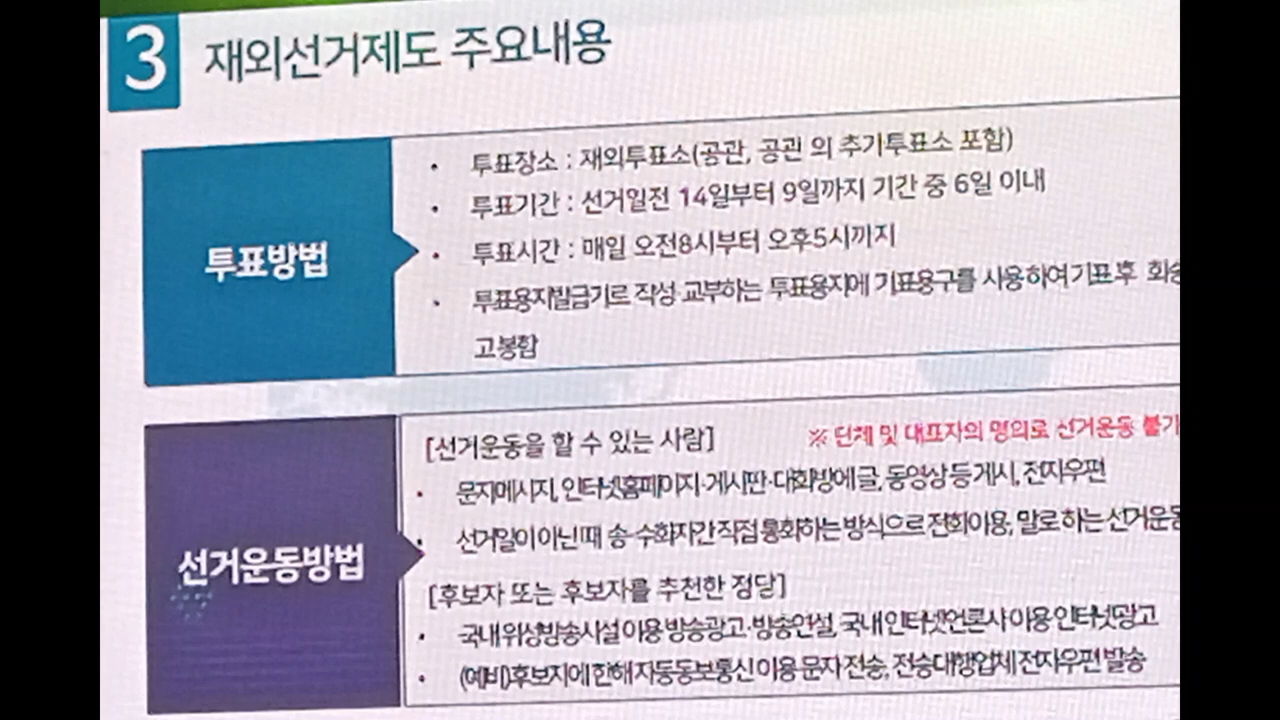 3 재외선거제도 주요내용
투표방법
· 투표장소 : 재외투표소(공관, 공관 외 추가투표소 포함)
· 투표기간 : 선거일전 14일부터 9일까지 기간 중 6일 이내
· 투표시간 : 매일 오전8시부터 오후5시까지
· 투표용지발급기로 작성·교부하는 투표용지에 기표용구를 사용하여 기표 후
고 봉함
선거운동방법
[선거운동을 할 수 있는 사람] ※ 단체 및 대표자의 명의로 선거운동 불가
· 문자메시지, 인터넷홈페이지·게시판·대화방에 글, 동영상 등 게시, 전자우편
· 선거일이 아닌 때 송·수화자간 직접 통화하는 방식으로 전화이용, 말로 하는 선거운동
[후보자 또는 후보자를 추천한 정당]
· 국내위성방송시설 이용 방송광고·방송연설, 국내인터넷언론사 이용 인터넷광고
· (예비)후보자에 한해 자동동보통신 이용 문자 전송, 전송대행업체 전자우편 발송